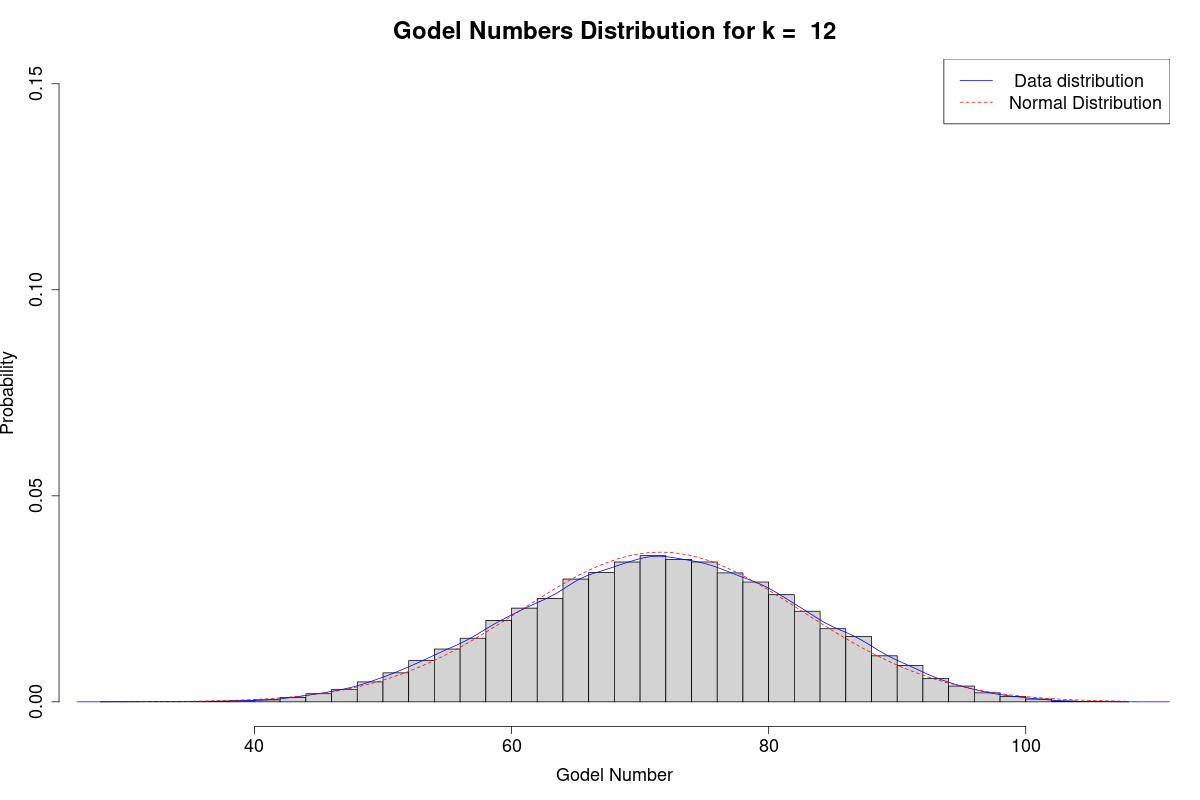 Godel Numbers Distribution for k =  12
Data distribution
Normal Distribution
0.15
0.10
0.05
0.00
Probability
40 60 80 100
Godel Number